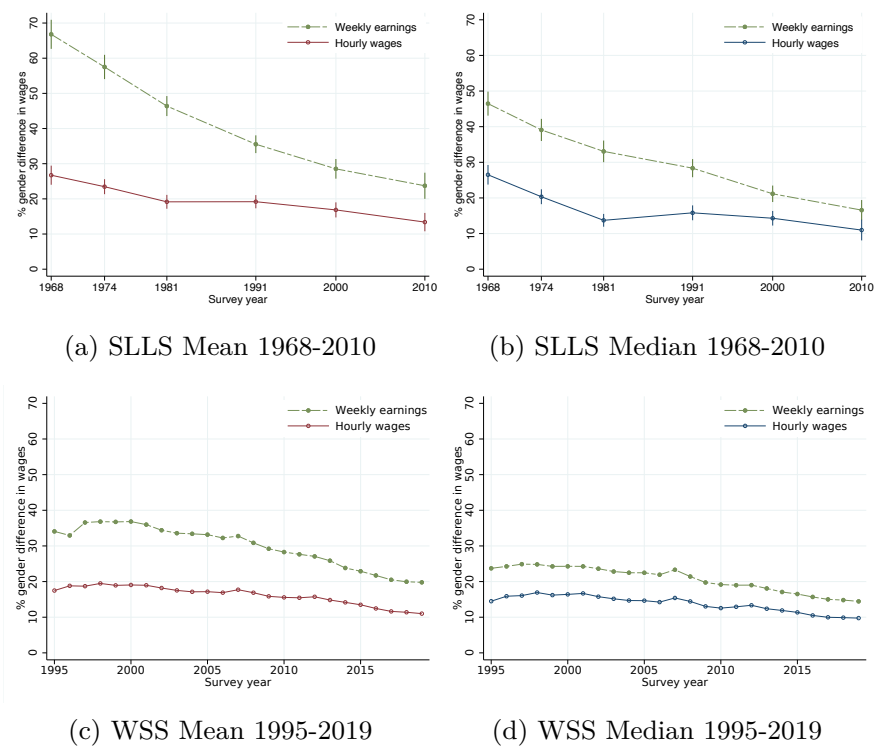 70
60
50
40
30
20
10
0
% gender difference in wages
Weekly earnings
Hourly wages
1968 1974 1981 1991 2000 2010
Survey year
(a) SLLS Mean 1968-2010
70
60
50
40
30
20
10
0
% gender difference in wages
Weekly earnings
Hourly wages
1968 1974 1981 1991 2000 2010
Survey year
(b) SLLS Median 1968-2010
70
60
50
40
30
20
10
0
% gender difference in wages
Weekly earnings
Hourly wages
1995 2000 2005 2010 2015
Survey year
(c) WSS Mean 1995-2019
70
60
50
40
30
20
10
0
% gender difference in wages
Weekly earnings
Hourly wages
1995 2000 2005 2010 2015
Survey year
(d) WSS Median 1995-2019